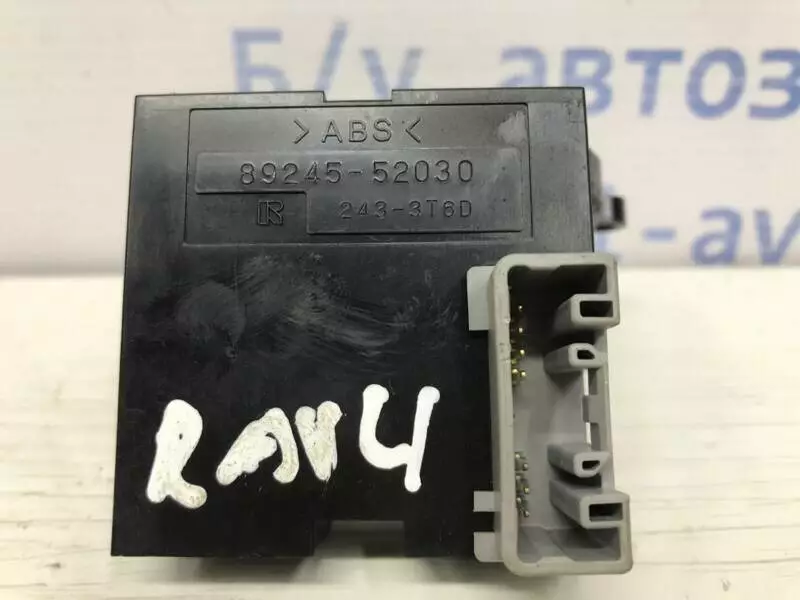 Б/у автоз
>ABS<
89245-52030
R 243-3T6D
t-av
RAV4